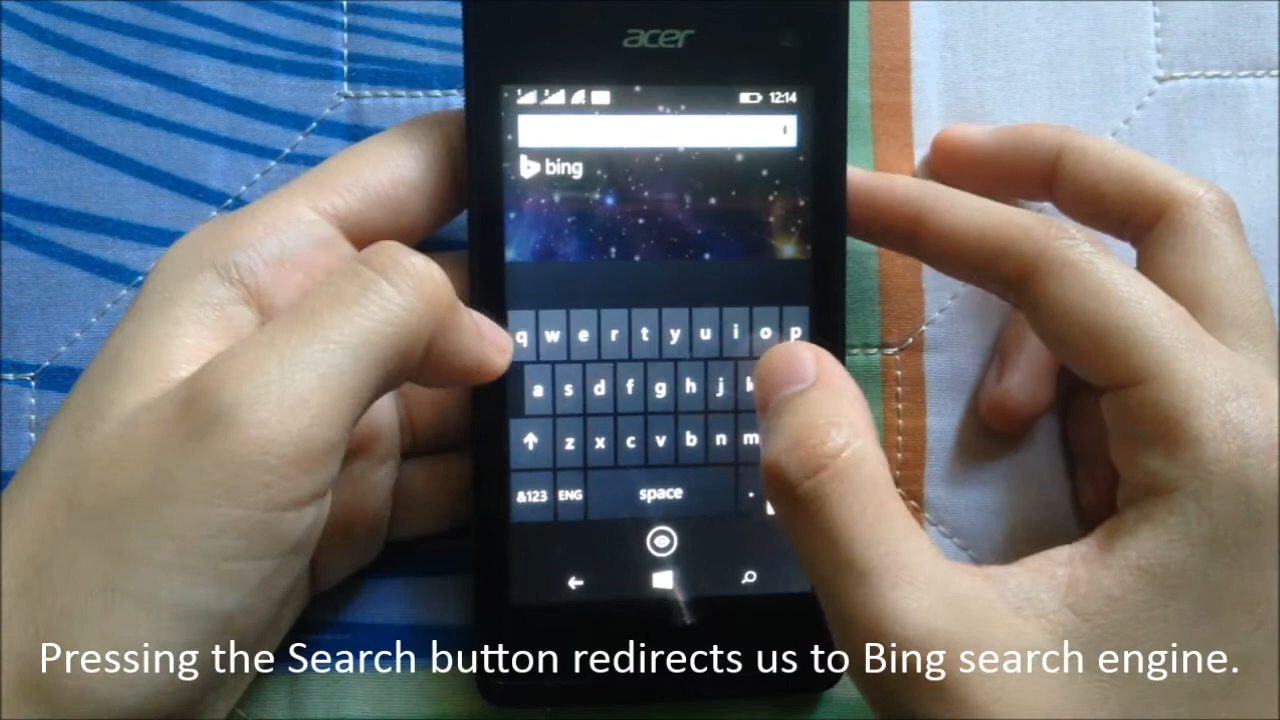 acer
12:14
bing
q w e r t y u i o p
a s d f g h j
z x c v b n m
&123 ENG space .
Pressing the Search button redirects us to Bing search engine.